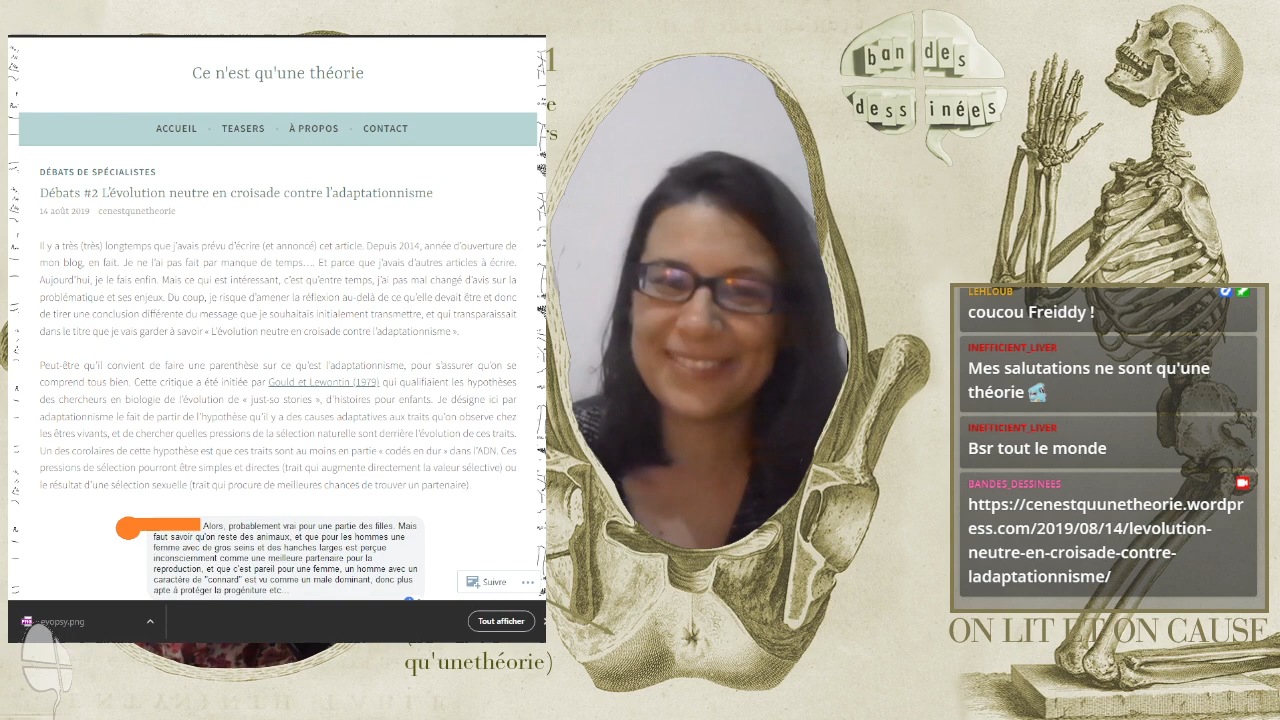 Ce n'est qu'une théorie
ACCUEIL · TEASERS · À PROPOS · CONTACT
DÉBATS DE SPÉCIALISTES
Débats #2 L'évolution neutre en croisade contre l'adaptationnisme
14 août 2019 cenestqunetheorie
Il y a très (très) longtemps que j'avais prévu d'écrire (et annoncé) cet article. Depuis 2014, année d'ouverture de
mon blog, en fait. Je ne l'ai pas fait par manque de temps…. Et parce que j'avais d'autres articles à écrire.
Aujourd'hui, je le fais enfin. Mais ce qui est intéressant, c'est qu'entre temps, j'ai pas mal changé d'avis sur la
problématique et ses enjeux. Du coup, je risque d'amener la réflexion au-delà de ce qu'elle devait être et donc
de tirer une conclusion différente du message que je souhaitais initialement transmettre, et qui transparaissait
dans le titre que je vais garder à savoir « L'évolution neutre en croisade contre l'adaptationnisme ».
Peut-être qu'il convient de faire une parenthèse sur ce qu'est l'adaptationnisme, pour s'assurer qu'on se
comprend tous bien. Cette critique a été initiée par Gould et Lewontin (1979) qui qualifiaient les hypothèses
des chercheurs en biologie de l'évolution de « just-so stories », d'histoires pour enfants. Je désigne ici par
adaptationnisme le fait de partir de l'hypothèse qu'il y a des causes adaptatives aux traits qu'on observe chez
les êtres vivants, et de chercher quelles pressions de la sélection naturelle sont derrière l'évolution de ces traits.
Un des corolaires de cette hypothèse est que ces traits sont au moins en partie « codés en dur » dans l'ADN. Ces
pressions de sélection pourront être simples et directes (trait qui augmente directement la valeur sélective) ou
le résultat d'une sélection sexuelle (trait qui procure de meilleures chances de trouver un partenaire).
Alors, probablement vrai pour une partie des filles. Mais
faut savoir qu'on reste des animaux, et que pour les hommes une
femme avec de gros seins et des hanches larges est perçue
inconsciemment comme une meilleure partenaire pour la
reproduction, et que c'est pareil pour une femme, un homme avec un
caractère de "connard" est vu comme un male dominant, donc plus
apte à protéger la progéniture etc...
Suivre
evopsy.png
Tout afficher
qu'unethéorie)
ban des
dessinées
LEHLOUB
coucou Freiddy !
INEFFICIENT_LIVER
Mes salutations ne sont qu'une
théorie
INEFFICIENT_LIVER
Bsr tout le monde
BANDES_DESSINEES
https://cenestquunetheorie.wordpr
ess.com/2019/08/14/levolution-
neutre-en-croisade-contre-
ladaptationnisme/
ON LIT ET ON CAUSE